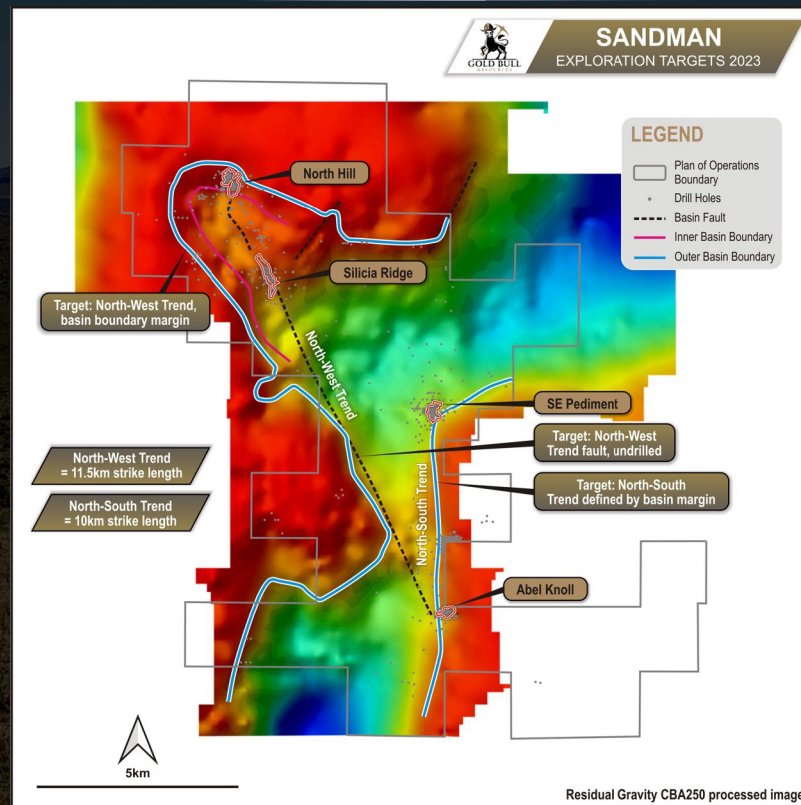 GOLD BULL
RESOURCES
SANDMAN
EXPLORATION TARGETS 2023
LEGEND
Plan of Operations
Boundary
Drill Holes
Basin Fault
Inner Basin Boundary
Outer Basin Boundary
North Hill
Silicia Ridge
Target: North-West Trend,
basin boundary margin
North-West Trend
SE Pediment
Target: North-West
Trend fault, undrilled
Target: North-South
Trend defined by basin margin
North-West Trend
= 11.5km strike length
North-South Trend
= 10km strike length
North-South Trend
Abel Knoll
5km
Residual Gravity CBA250 processed image